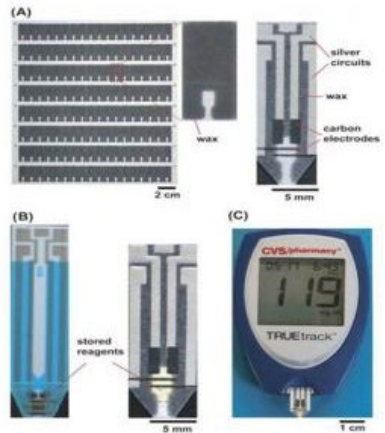 (A)
silver
circuits
wax
carbon
electrodes
wax
2 cm
5 mm
(B)
(C)
stored
reagents
5 mm
CVS/pharmacy
119
TRUEtrack™
1 cm